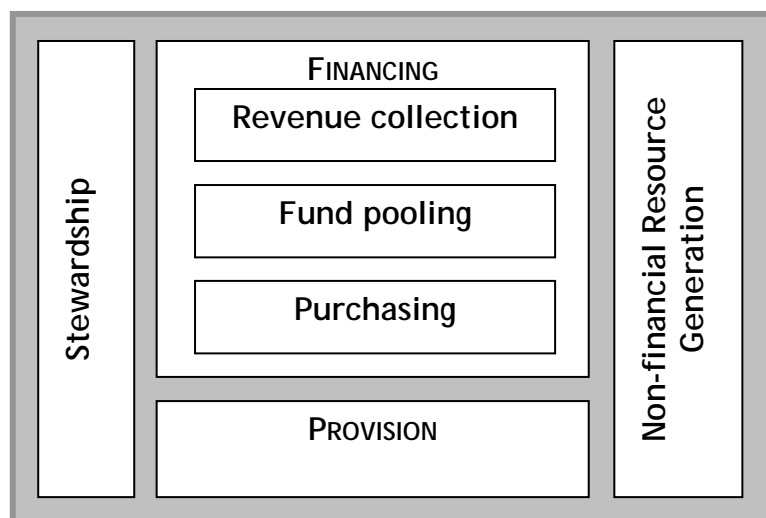 Stewardship
FINANCING
Revenue collection
Fund pooling
Purchasing
PROVISION
Non-financial Resource
Generation